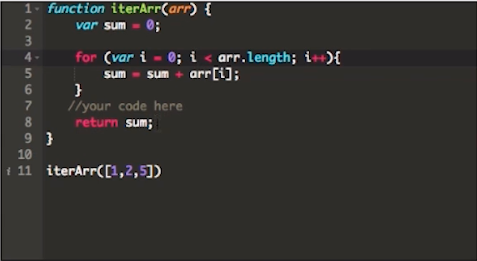 1 function iterArr(arr) {
2 var sum = 0;
3
4 for (var i = 0; i < arr.length; i++){
5 sum = sum + arr[i];
6 }
7 //your code here
8 return sum;
9 }
10
i 11 iterArr([1,2,5])